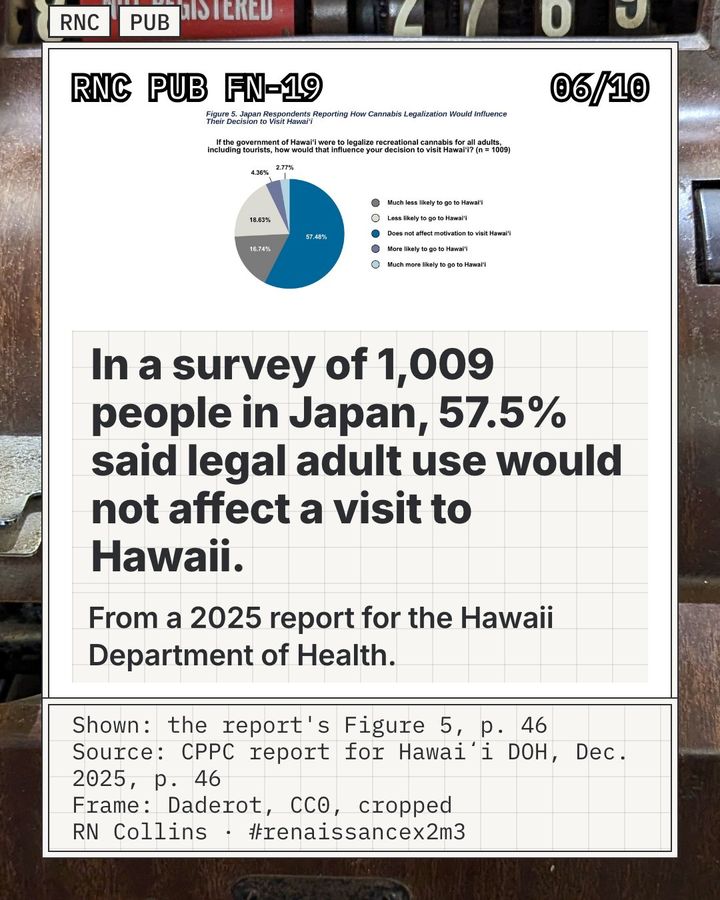 NOT REGISTERED
2 7 6 9
RNC PUB
RNC PUB FN-19
06/10
Figure 5. Japan Respondents Reporting How Cannabis Legalization Would Influence
Their Decision to Visit Hawaiʻi
If the government of Hawaiʻi were to legalize recreational cannabis for all adults,
including tourists, how would that influence your decision to visit Hawaiʻi? (n = 1009)
2.77%
4.36%
18.63%
57.48%
16.74%
Much less likely to go to Hawaiʻi
Less likely to go to Hawaiʻi
Does not affect motivation to visit Hawaiʻi
More likely to go to Hawaiʻi
Much more likely to go to Hawaiʻi
In a survey of 1,009
people in Japan, 57.5%
said legal adult use would
not affect a visit to
Hawaii.
From a 2025 report for the Hawaii
Department of Health.
Shown: the report's Figure 5, p. 46
Source: CPPC report for Hawaiʻi DOH, Dec.
2025, p. 46
Frame: Daderot, CC0, cropped
RN Collins · #renaissancex2m3